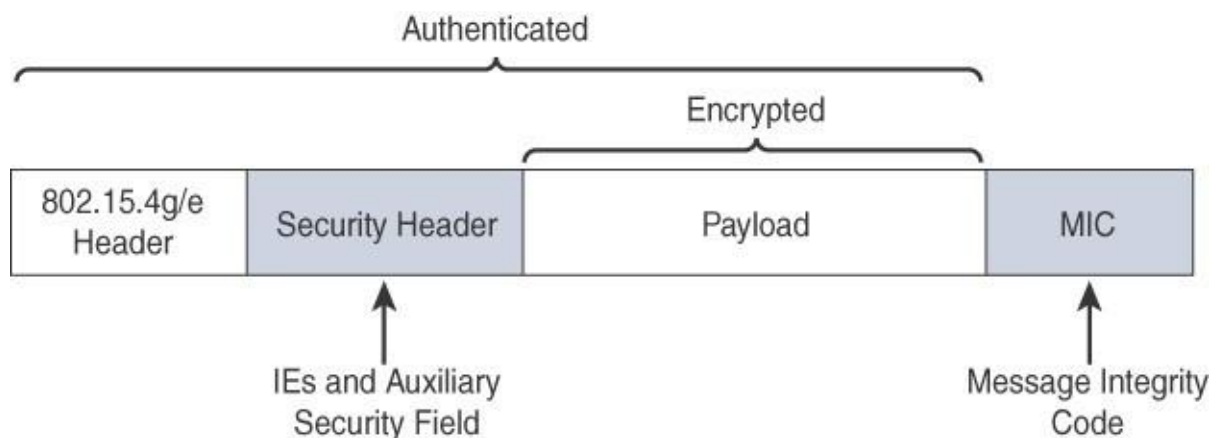 Authenticated
Encrypted
802.15.4g/e
Header
Security Header
Payload
MIC
IEs and Auxiliary
Security Field
Message Integrity
Code